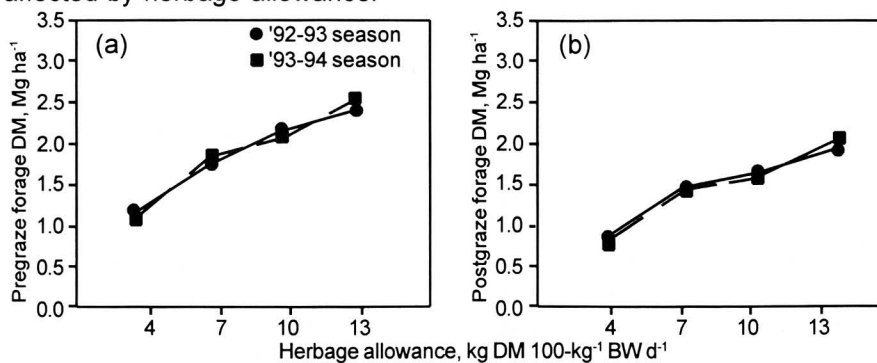 affected by herbage allowance.
(a)
● '92-93 season
■ '93-94 season
Pregraze forage DM, Mg ha⁻¹
3.5
3.0
2.5
2.0
1.5
1.0
0.5
0.0
4 7 10 13
(b)
Postgraze forage DM, Mg ha⁻¹
3.5
3.0
2.5
2.0
1.5
1.0
0.5
0.0
4 7 10 13
Herbage allowance, kg DM 100-kg⁻¹ BW d⁻¹